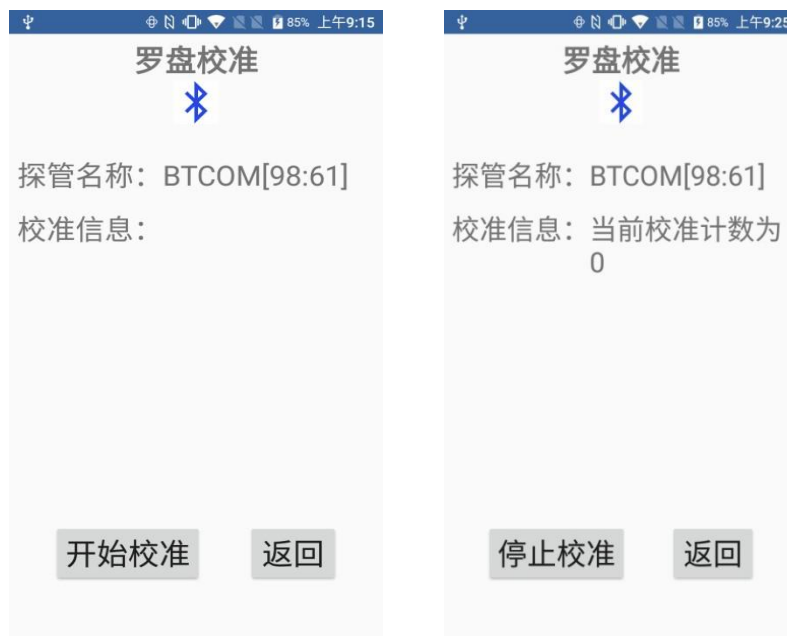 85% 上午9:15
罗盘校准
探管名称：BTCOM[98:61]
校准信息：
开始校准 返回
85% 上午9:25
罗盘校准
探管名称：BTCOM[98:61]
校准信息：当前校准计数为
0
停止校准 返回